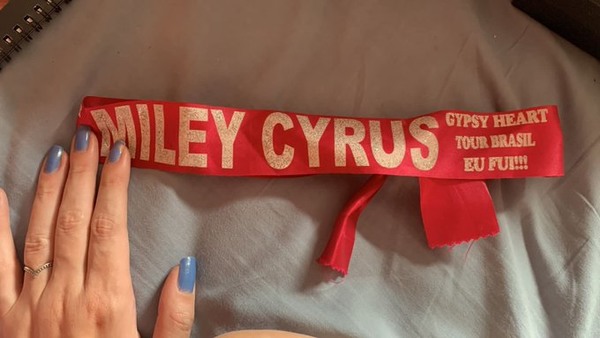 MILEY CYRUS
GYPSY HEART
TOUR BRASIL
EU FUI!!!